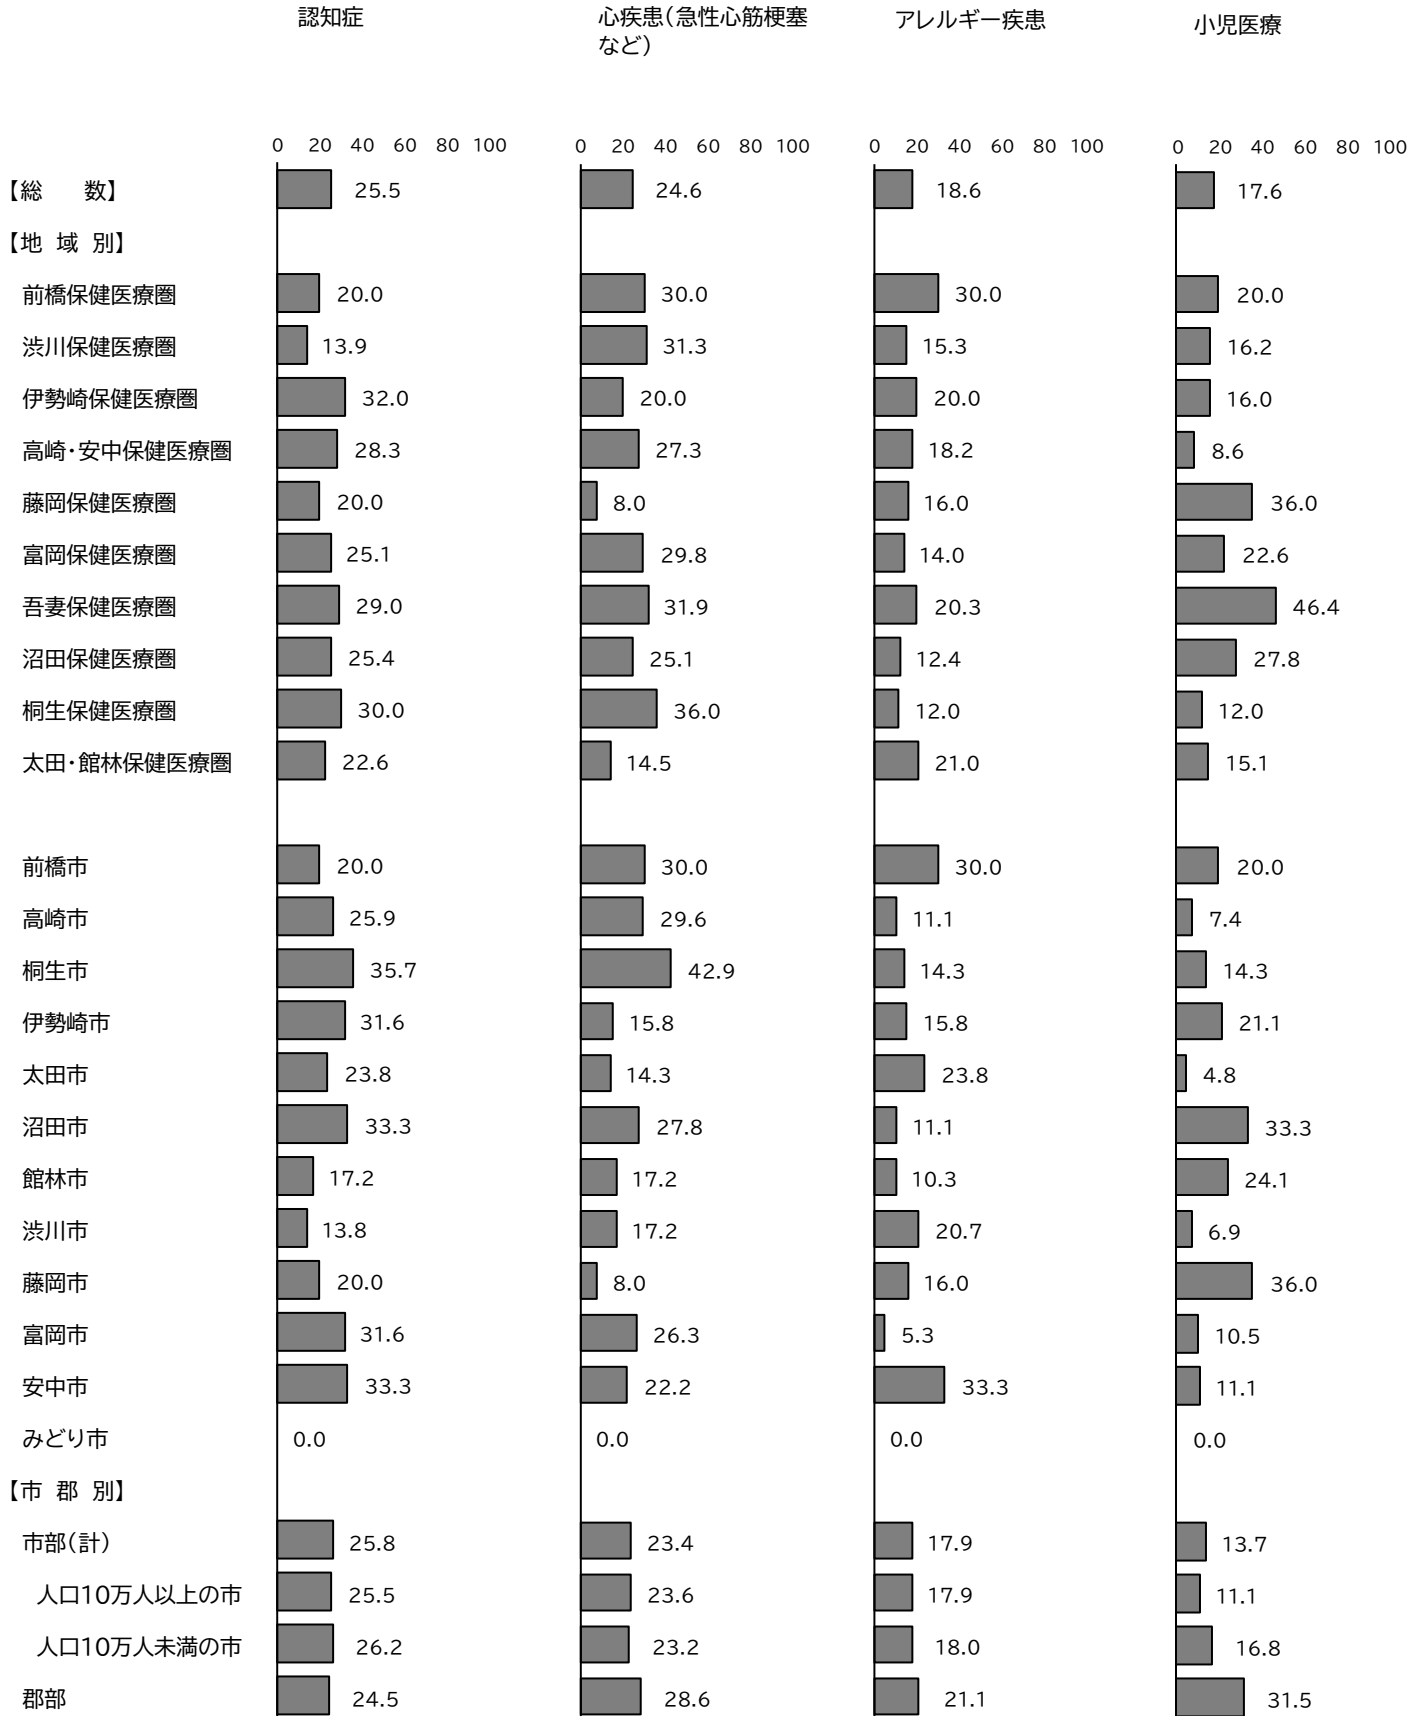 認知症 心疾患（急性心筋梗塞 アレルギー疾患 小児医療
など）
0 20 40 60 80 100 0 20 40 60 80 100 0 20 40 60 80 100 0 20 40 60 80 100
【総　数】 25.5 24.6 18.6 17.6
【地 域 別】
前橋保健医療圏 20.0 30.0 30.0 20.0
渋川保健医療圏 13.9 31.3 15.3 16.2
伊勢崎保健医療圏 32.0 20.0 20.0 16.0
高崎・安中保健医療圏 28.3 27.3 18.2 8.6
藤岡保健医療圏 20.0 8.0 16.0 36.0
富岡保健医療圏 25.1 29.8 14.0 22.6
吾妻保健医療圏 29.0 31.9 20.3 46.4
沼田保健医療圏 25.4 25.1 12.4 27.8
桐生保健医療圏 30.0 36.0 12.0 12.0
太田・館林保健医療圏 22.6 14.5 21.0 15.1
前橋市 20.0 30.0 30.0 20.0
高崎市 25.9 29.6 11.1 7.4
桐生市 35.7 42.9 14.3 14.3
伊勢崎市 31.6 15.8 15.8 21.1
太田市 23.8 14.3 23.8 4.8
沼田市 33.3 27.8 11.1 33.3
館林市 17.2 17.2 10.3 24.1
渋川市 13.8 17.2 20.7 6.9
藤岡市 20.0 8.0 16.0 36.0
富岡市 31.6 26.3 5.3 10.5
安中市 33.3 22.2 33.3 11.1
みどり市 0.0 0.0 0.0 0.0
【市 郡 別】
市部（計） 25.8 23.4 17.9 13.7
人口10万人以上の市 25.5 23.6 17.9 11.1
人口10万人未満の市 26.2 23.2 18.0 16.8
郡部 24.5 28.6 21.1 31.5